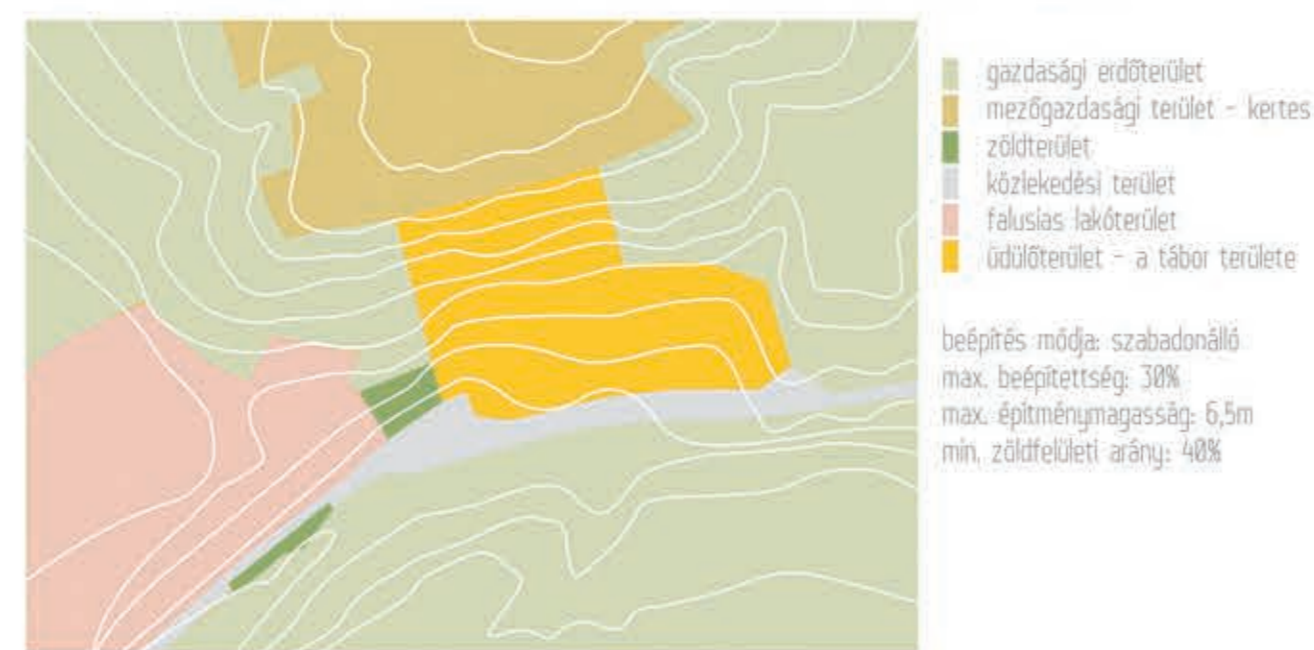 gazdasági erdőterület
mezőgazdasági terület - kertes
zöldterület
közlekedési terület
falusias lakóterület
üdülőterület - a tábor területe
beépítés módja: szabadonálló
max. beépítettség: 30%
max. építménymagasság: 6,5m
min. zöldfelületi arány: 40%